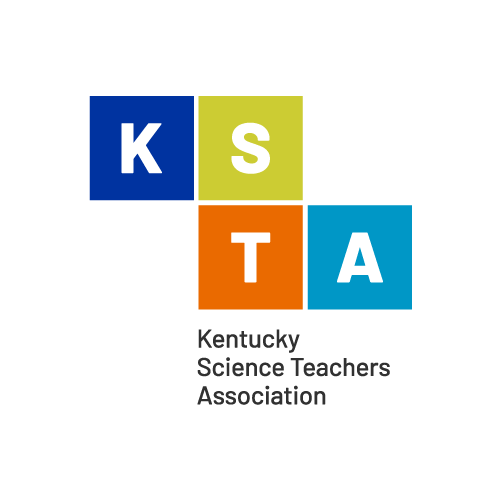 K S
T A
Kentucky
Science Teachers
Association